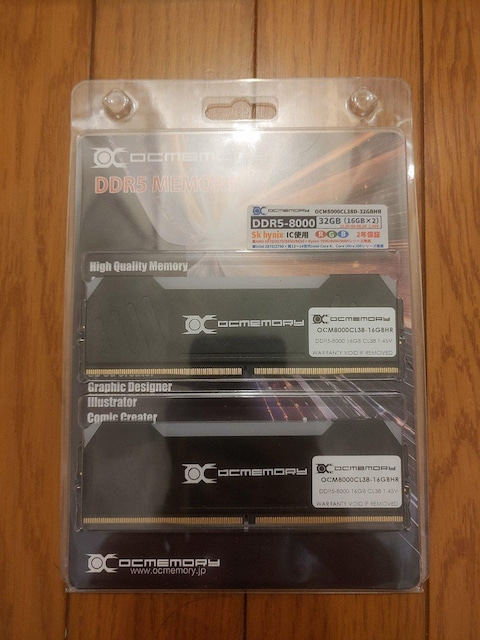 OCMEMORY
DDR5 MEMORY
OCMEMORY OCM8000CL38D-32GBHR
DDR5-8000 32GB (16GB×2)
Sk hynix IC使用 RGB 2年保証
High Quality Memory
OCMEMORY
OCMEMORY
OCM8000CL38-16GBHR
DDR5-8000 16GB CL38 1.45V
WARRANTY VOID IF REMOVED
Graphic Designer
Illustrator
Comic Creator
OCMEMORY
OCMEMORY
OCM8000CL38-16GBHR
DDR5-8000 16GB CL38 1.45V
WARRANTY VOID IF REMOVED
OCMEMORY
www.ocmemory.jp